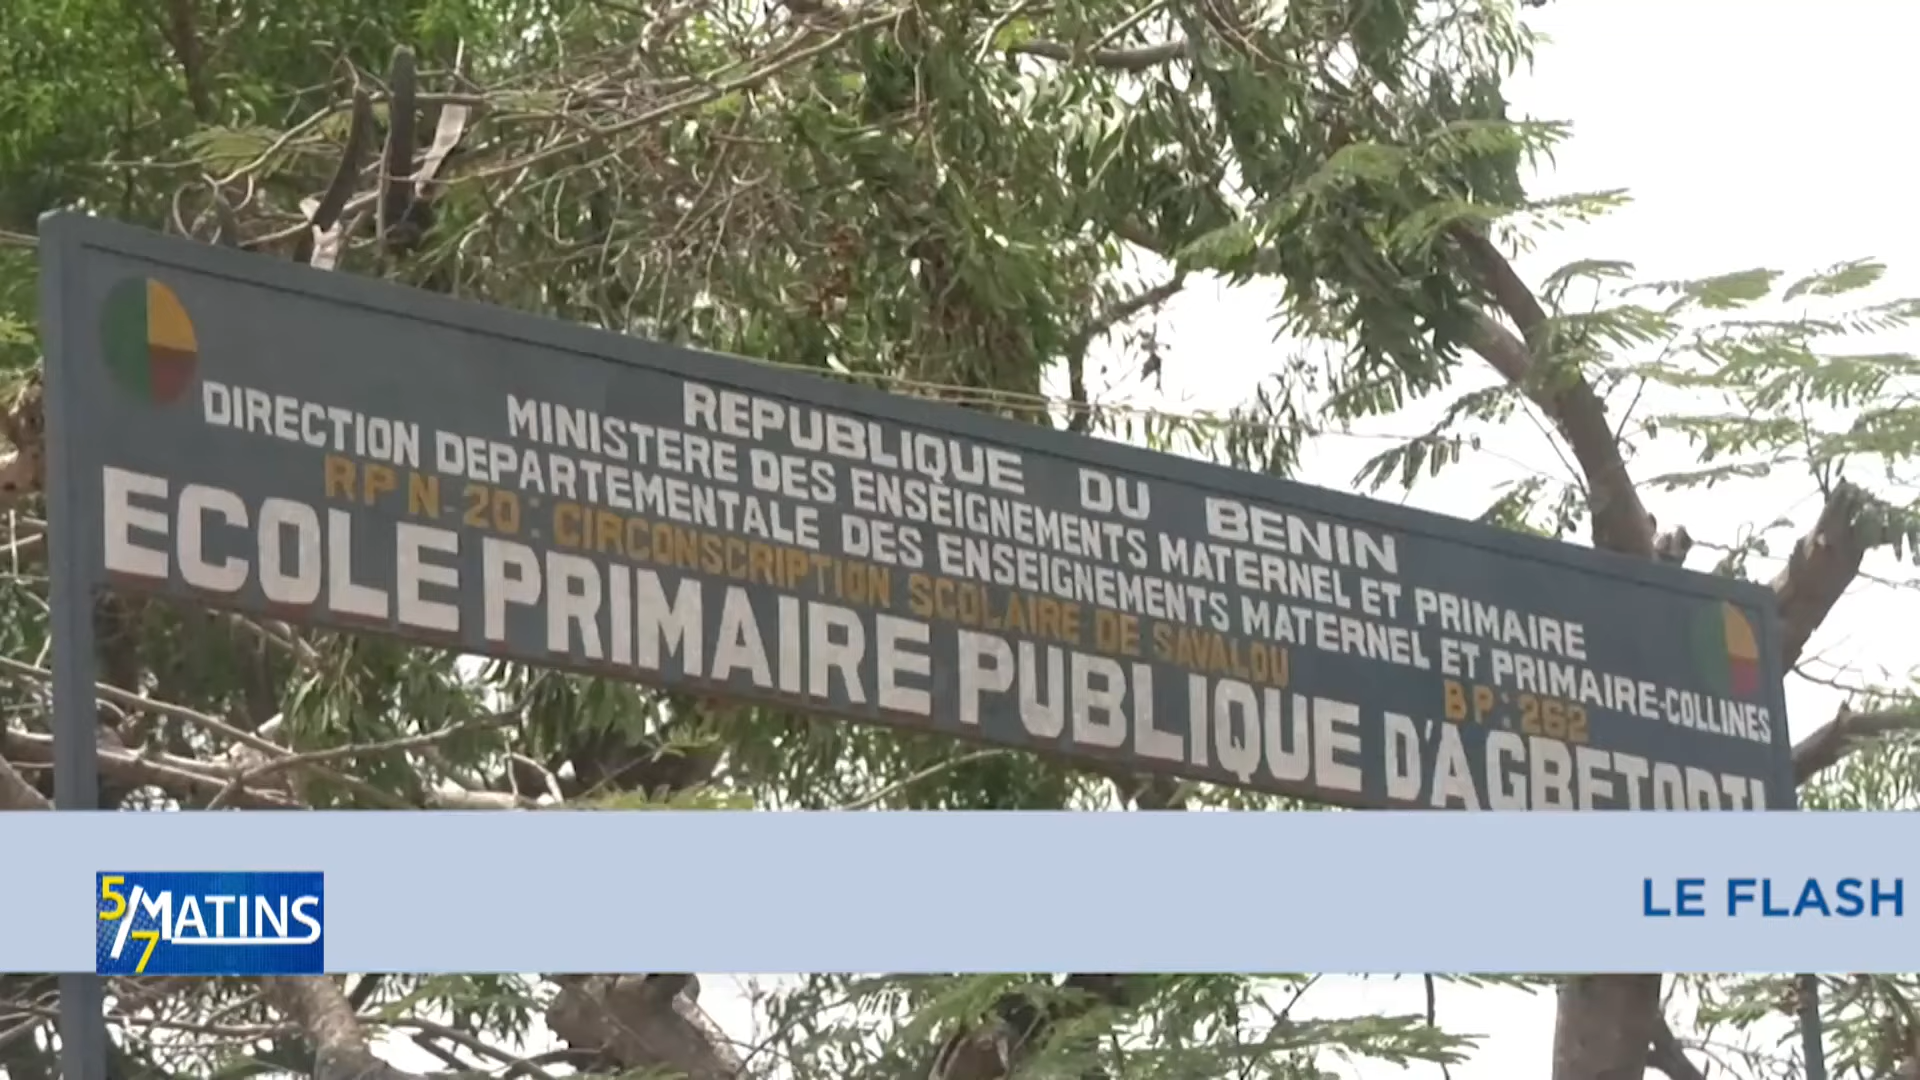 REPUBLIQUE DU BENIN
MINISTERE DES ENSEIGNEMENTS MATERNEL ET PRIMAIRE
DIRECTION DEPARTEMENTALE DES ENSEIGNEMENTS MATERNEL ET PRIMAIRE-COLLINES
RPN-20: CIRCONSCRIPTION SCOLAIRE DE SAVALOU BP: 262
ECOLE PRIMAIRE PUBLIQUE
5/7 MATINS
LE FLASH